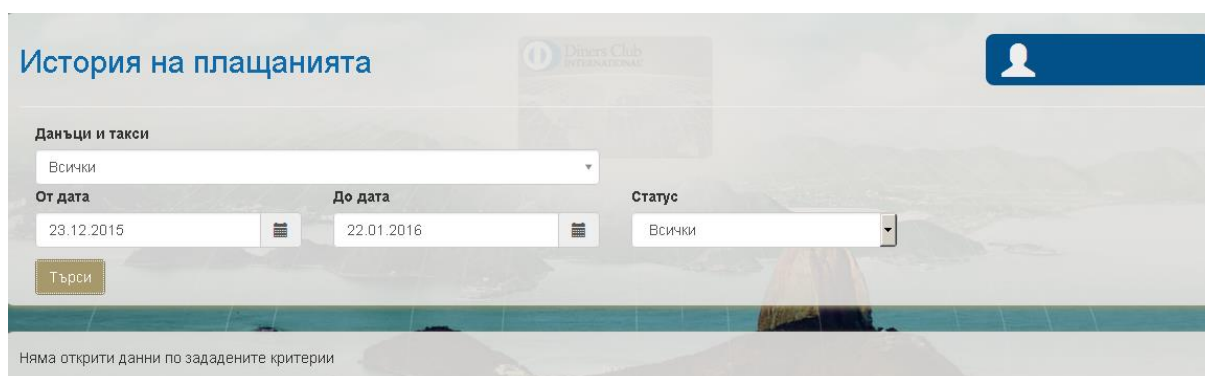 История на плащанията
Diners Club
INTERNATIONAL
Данъци и такси
Всички
От дата До дата Статус
23.12.2015 22.01.2016 Всички
Търси
Няма открити данни по зададените критерии